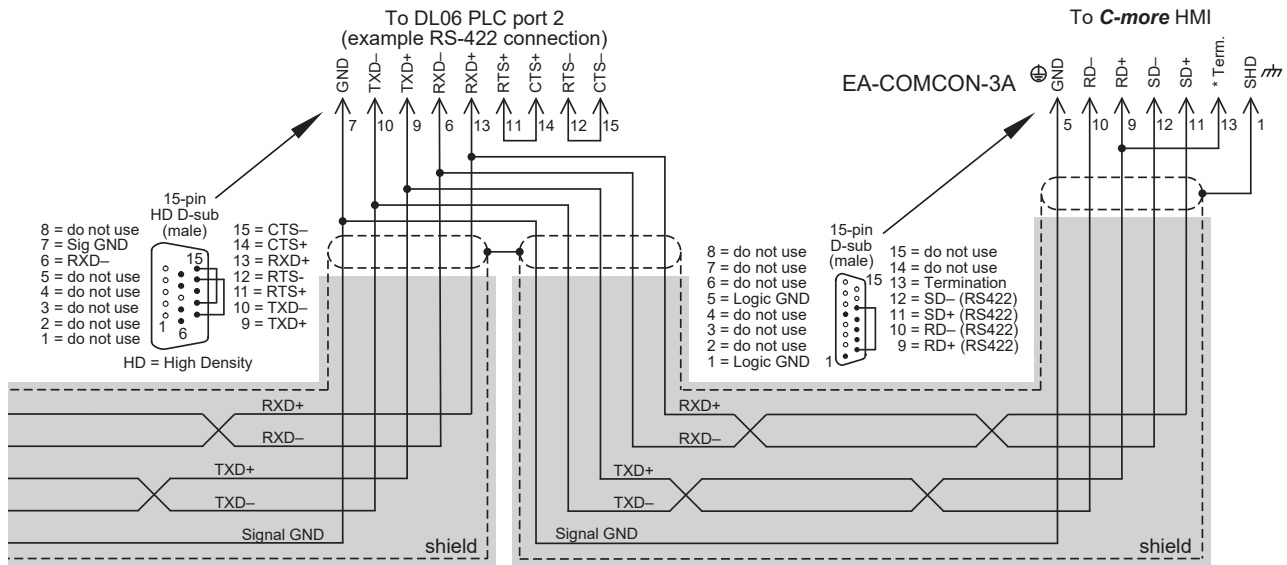 To DL06 PLC port 2
(example RS-422 connection)
GND
TXD–
TXD+
RXD–
RXD+
RTS+
CTS+
RTS–
CTS–
7
10
9
6
13
11
14
12
15
To C-more HMI
EA-COMCON-3A
GND
RD–
RD+
SD–
SD+
* Term.
SHD
5
10
9
12
11
13
1
15-pin
HD D-sub
(male)
8 = do not use
7 = Sig GND
6 = RXD–
5 = do not use
4 = do not use
3 = do not use
2 = do not use
1 = do not use
15
1
6
15 = CTS–
14 = CTS+
13 = RXD+
12 = RTS-
11 = RTS+
10 = TXD–
9 = TXD+
HD = High Density
15-pin
D-sub
(male)
8 = do not use
7 = do not use
6 = do not use
5 = Logic GND
4 = do not use
3 = do not use
2 = do not use
1 = Logic GND
15
1
15 = do not use
14 = do not use
13 = Termination
12 = SD– (RS422)
11 = SD+ (RS422)
10 = RD– (RS422)
9 = RD+ (RS422)
RXD+
RXD–
TXD+
TXD–
Signal GND
shield
RXD+
RXD–
TXD+
TXD–
Signal GND
shield